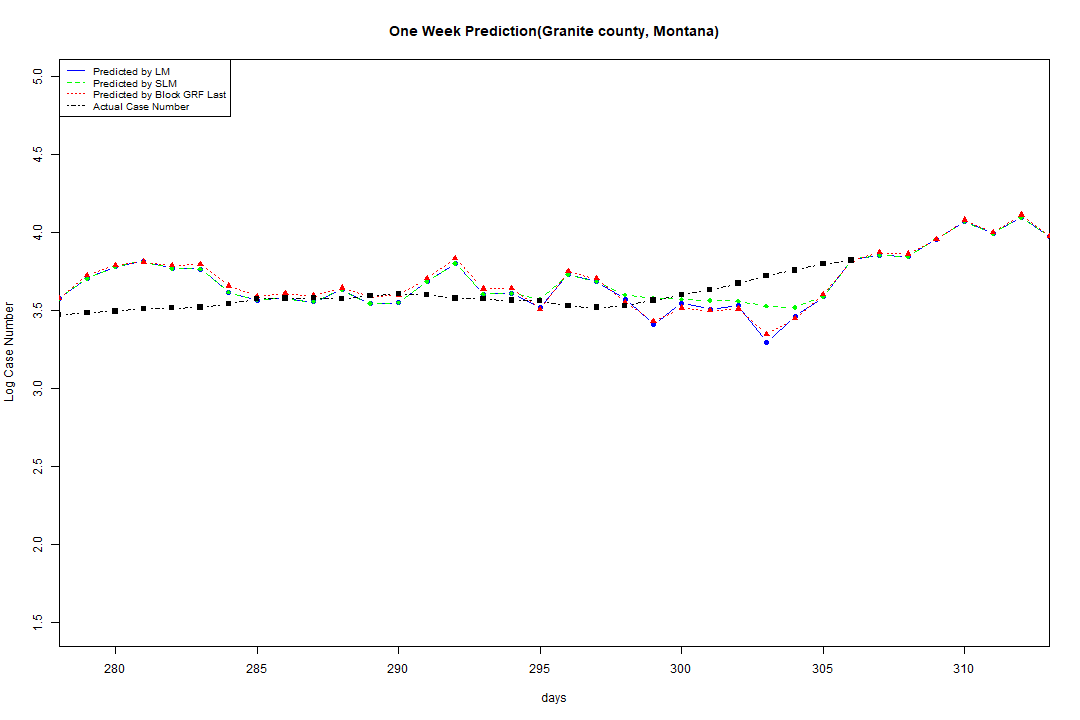 One Week Prediction(Granite county, Montana)
Predicted by LM
Predicted by SLM
Predicted by Block GRF Last
Actual Case Number
5.0
4.5
4.0
3.5
3.0
2.5
2.0
1.5
Log Case Number
280 285 290 295 300 305 310
days